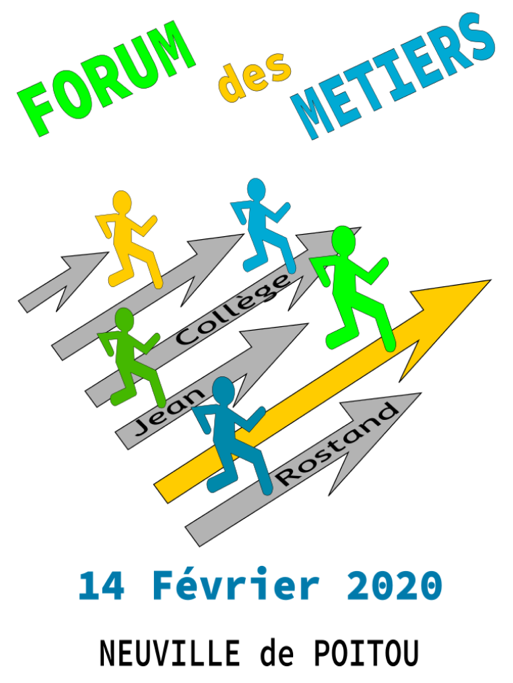 FORUM des METIERS
Collège
Jean
Rostand
14 Février 2020
NEUVILLE de POITOU